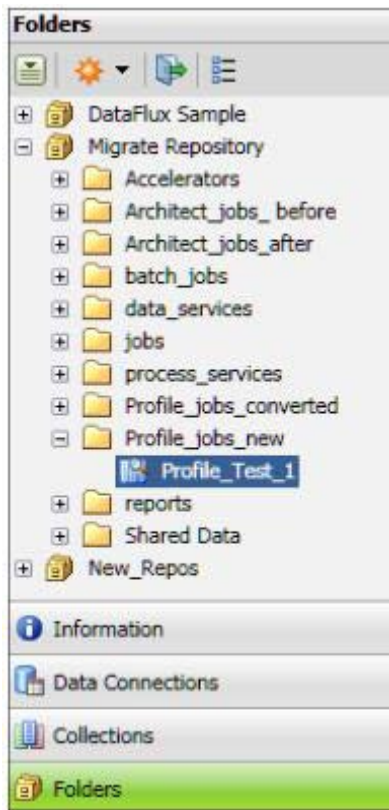 Folders
DataFlux Sample
Migrate Repository
Accelerators
Architect_jobs_ before
Architect_jobs_after
batch_jobs
data_services
jobs
process_services
Profile_jobs_converted
Profile_jobs_new
Profile_Test_1
reports
Shared Data
New_Repos
Information
Data Connections
Collections
Folders